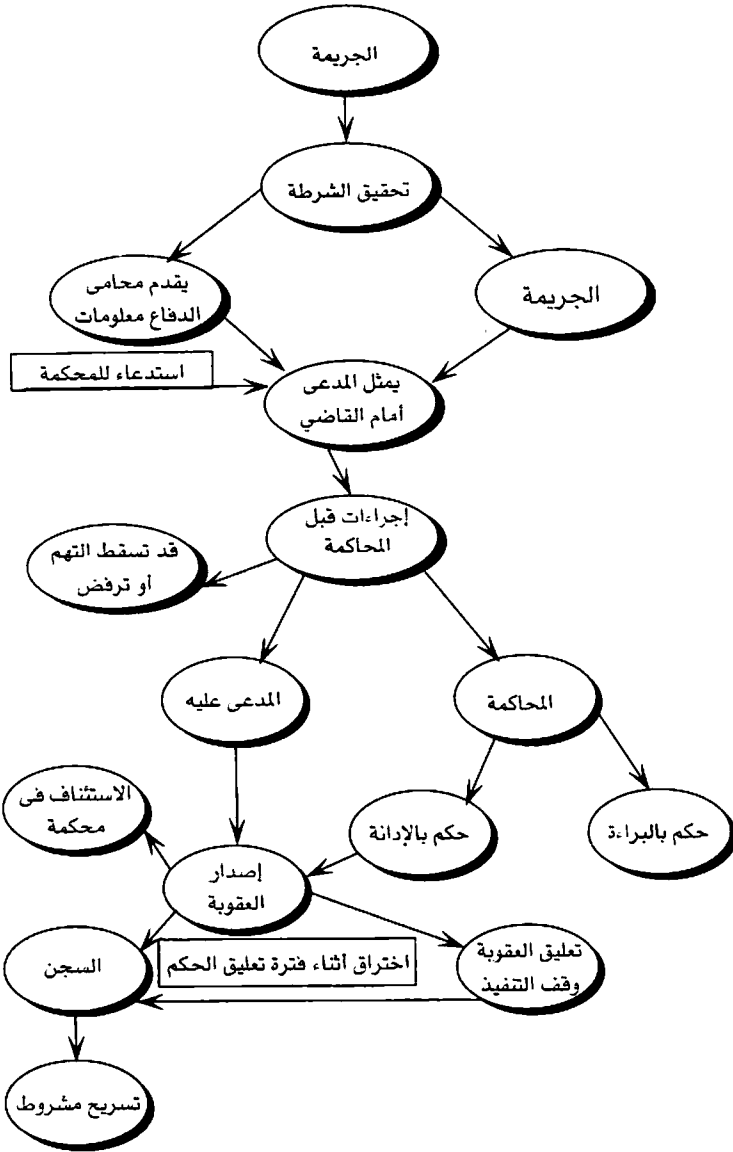 الجريمة
تحقيق الشرطة
يقدم محامى
الدفاع معلومات
الجريمة
استدعاء للمحكمة
يمثل المدعى
أمام القاضي
إجراءات قبل
المحاكمة
قد تسقط التهم
أو ترفض
المدعى عليه
المحاكمة
الاستئناف فى
محكمة
حكم بالإدانة
حكم بالبراءة
إصدار
العقوبة
السجن
اختراق أثناء فترة تعليق الحكم
تعليق العقوبة
وقف التنفيذ
تسريح مشروط